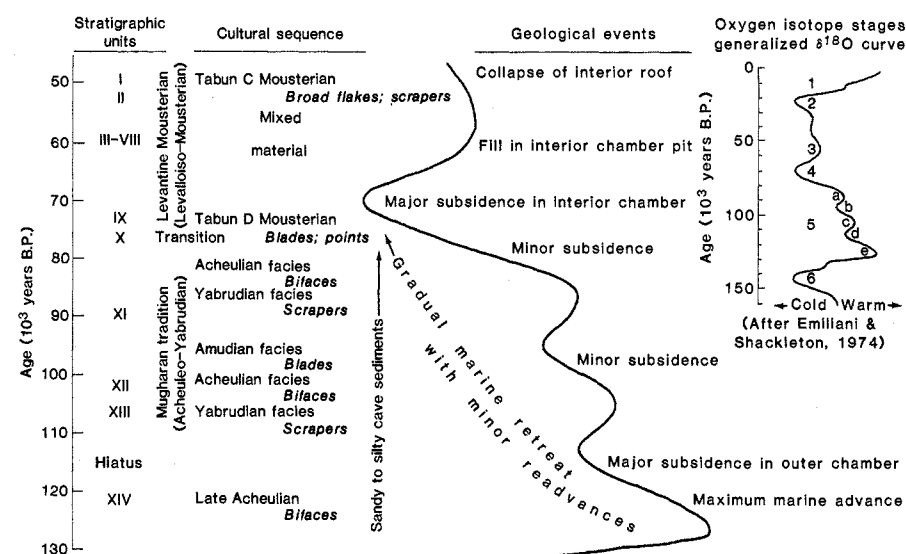 Stratigraphic
units
Cultural sequence
Geological events
Oxygen isotope stages
generalized δ18O curve
Age (10³ years B.P.)
50
60
70
80
90
100
110
120
130
I
II
III-VIII
IX
X
XI
XII
XIII
Hiatus
XIV
Levantine Mousterian
(Levalloiso-Mousterian)
Transition
Mugharan tradition
(Acheuleo-Yabrudian)
Tabun C Mousterian
Broad flakes; scrapers
Mixed
material
Tabun D Mousterian
Blades; points
Acheulian facies
Bifaces
Yabrudian facies
Scrapers
Amudian facies
Blades
Acheulian facies
Bifaces
Yabrudian facies
Scrapers
Late Acheulian
Bifaces
Sandy to silty cave sediments
Gradual marine retreat
with minor readvances
Collapse of interior roof
Fill in interior chamber pit
Major subsidence in interior chamber
Minor subsidence
Minor subsidence
Major subsidence in outer chamber
Maximum marine advance
Age (10³ years B.P.)
0
50
100
150
1
2
3
4
a
b
5
c
d
e
6
Cold Warm
(After Emiliani &
Shackleton, 1974)